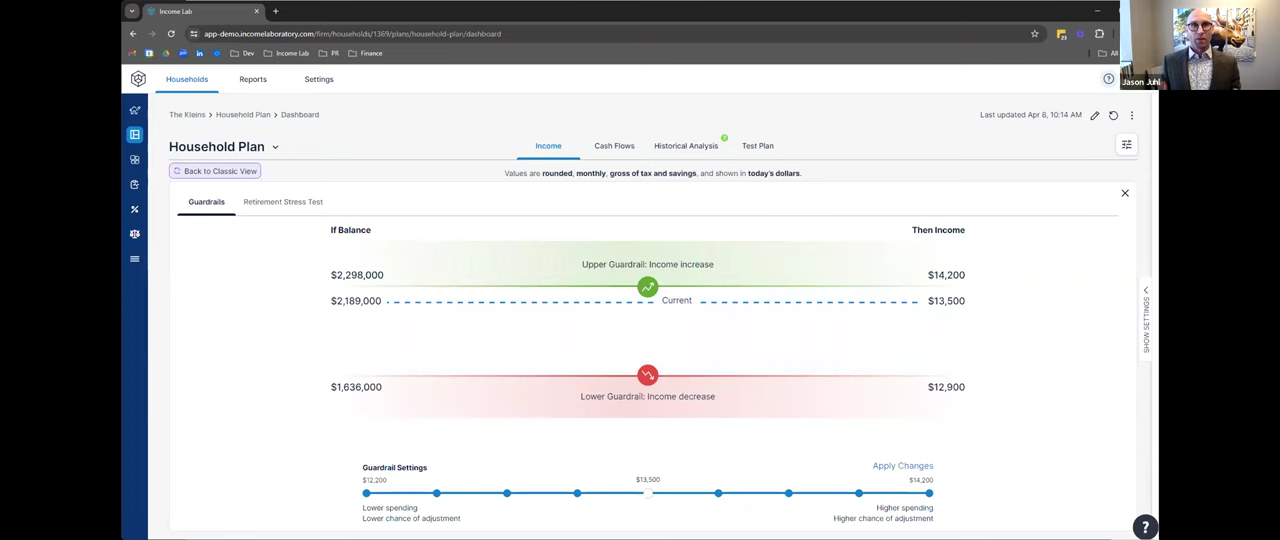 Income Lab
app-demo.incomelaboratory.com/firm/households/1369/plans/household-plan/dashboard
Dev
Income Lab
PR
Finance
All
Jason Juhl
Households
Reports
Settings
The Kleins > Household Plan > Dashboard
Last updated Apr 8, 10:14 AM
Household Plan
Income
Cash Flows
Historical Analysis
Test Plan
Back to Classic View
Values are rounded, monthly, gross of tax and savings, and shown in today's dollars.
Guardrails
Retirement Stress Test
If Balance
Then Income
Upper Guardrail: Income increase
$2,298,000
$14,200
$2,189,000
Current
$13,500
SHOW SETTINGS
$1,636,000
$12,900
Lower Guardrail: Income decrease
Guardrail Settings
Apply Changes
$12,200
$13,500
$14,200
Lower spending
Higher spending
Lower chance of adjustment
Higher chance of adjustment
?